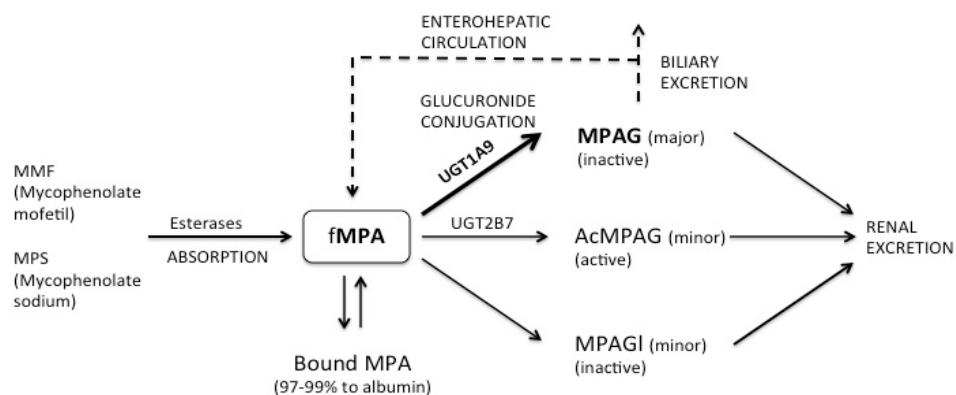 ENTEROHEPATIC
CIRCULATION
BILIARY
EXCRETION
GLUCURONIDE
CONJUGATION
UGT1A9
MPAG (major)
(inactive)
MMF
(Mycophenolate
mofetil)
Esterases
ABSORPTION
MPS
(Mycophenolate
sodium)
fMPA
UGT2B7
AcMPAG (minor)
(active)
RENAL
EXCRETION
MPAGl (minor)
(inactive)
Bound MPA
(97-99% to albumin)